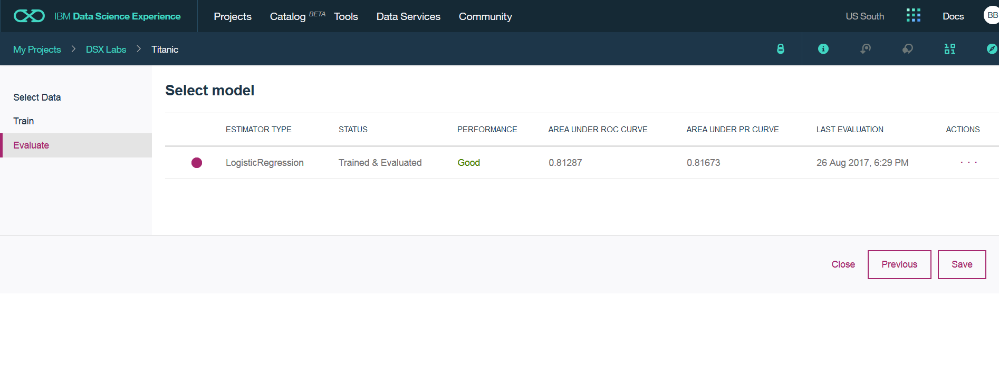 IBM Data Science Experience Projects Catalog BETA Tools Data Services Community US South Docs BB
My Projects > DSX Labs > Titanic
Select Data
Train
Evaluate
Select model
ESTIMATOR TYPE STATUS PERFORMANCE AREA UNDER ROC CURVE AREA UNDER PR CURVE LAST EVALUATION ACTIONS
LogisticRegression Trained & Evaluated Good 0.81287 0.81673 26 Aug 2017, 6:29 PM . . .
Close Previous Save